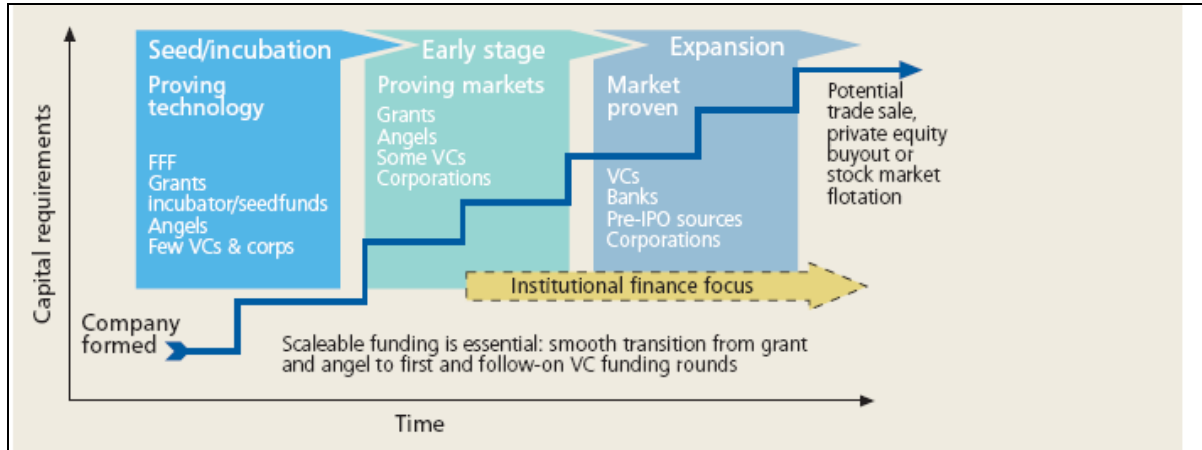 Capital requirements
Seed/incubation
Proving
technology
FFF
Grants
incubator/seedfunds
Angels
Few VCs & corps
Early stage
Proving markets
Grants
Angels
Some VCs
Corporations
Expansion
Market
proven
VCs
Banks
Pre-IPO sources
Corporations
Potential
trade sale,
private equity
buyout or
stock market
flotation
Institutional finance focus
Company
formed
Scaleable funding is essential: smooth transition from grant
and angel to first and follow-on VC funding rounds
Time